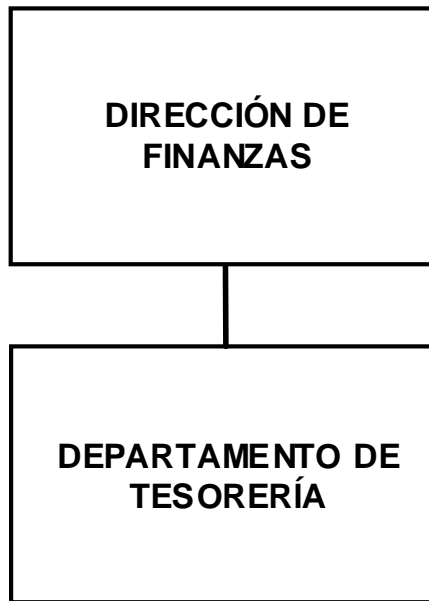 DIRECCIÓN DE
FINANZAS
DEPARTAMENTO DE
TESORERÍA